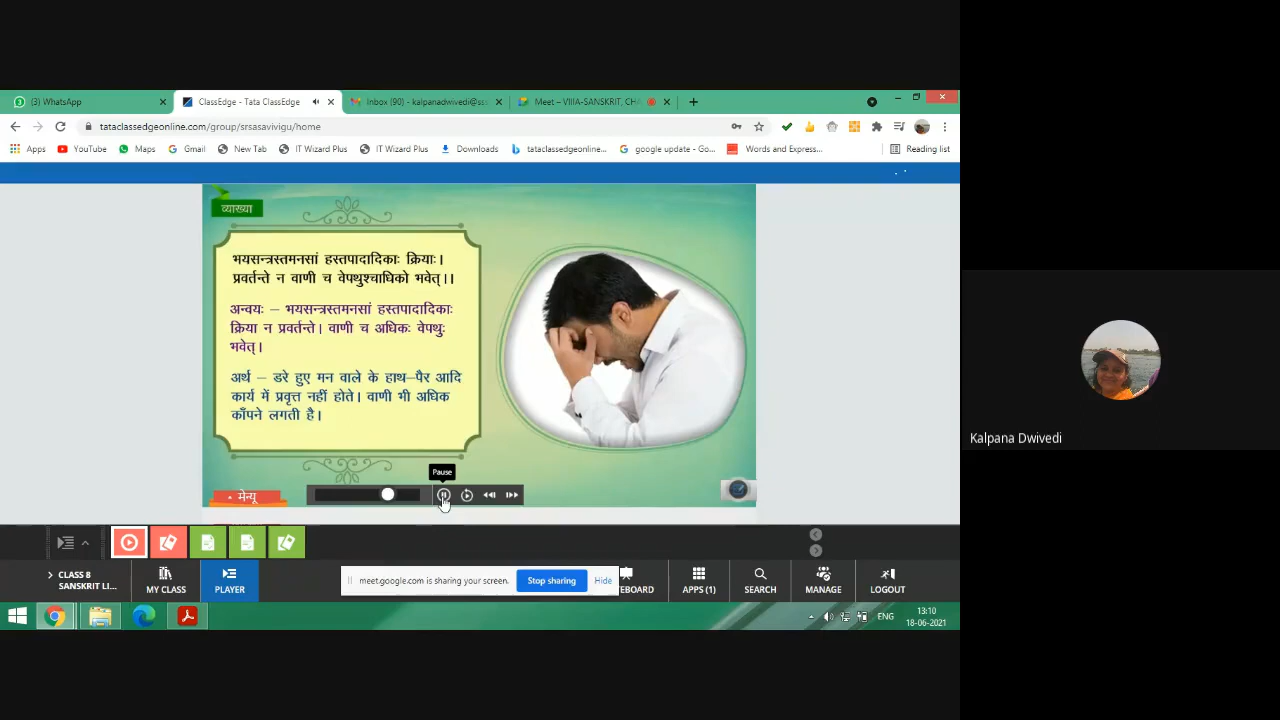 (3) WhatsApp
ClassEdge - Tata ClassEdge
Inbox (90) - kalpanadwivedi@sss
Meet – VIIIA-SANSKRIT, CHA
tataclassedgeonline.com/group/srsasavivigu/home
Apps YouTube Maps Gmail New Tab IT Wizard Plus IT Wizard Plus Downloads tataclassedgeonline... google update - Go... Words and Express... Reading list
व्याख्या
भयसन्त्रस्तमनसां हस्तपादादिकाः क्रियाः।
प्रवर्तन्ते न वाणी च वेपथुश्चाधिको भवेत्।।
अन्वयः – भयसन्त्रस्तमनसां हस्तपादादिकाः
क्रिया न प्रवर्तन्ते। वाणी च अधिकः वेपथुः
भवेत्।
अर्थ – डरे हुए मन वाले के हाथ–पैर आदि
कार्य में प्रवृत्त नहीं होते। वाणी भी अधिक
काँपने लगती है।
Kalpana Dwivedi
Pause
मेन्यू
CLASS 8
SANSKRIT LI...
MY CLASS
PLAYER
meet.google.com is sharing your screen.
Stop sharing
Hide
EBOARD
APPS (1)
SEARCH
MANAGE
LOGOUT
ENG
13:10
18-06-2021